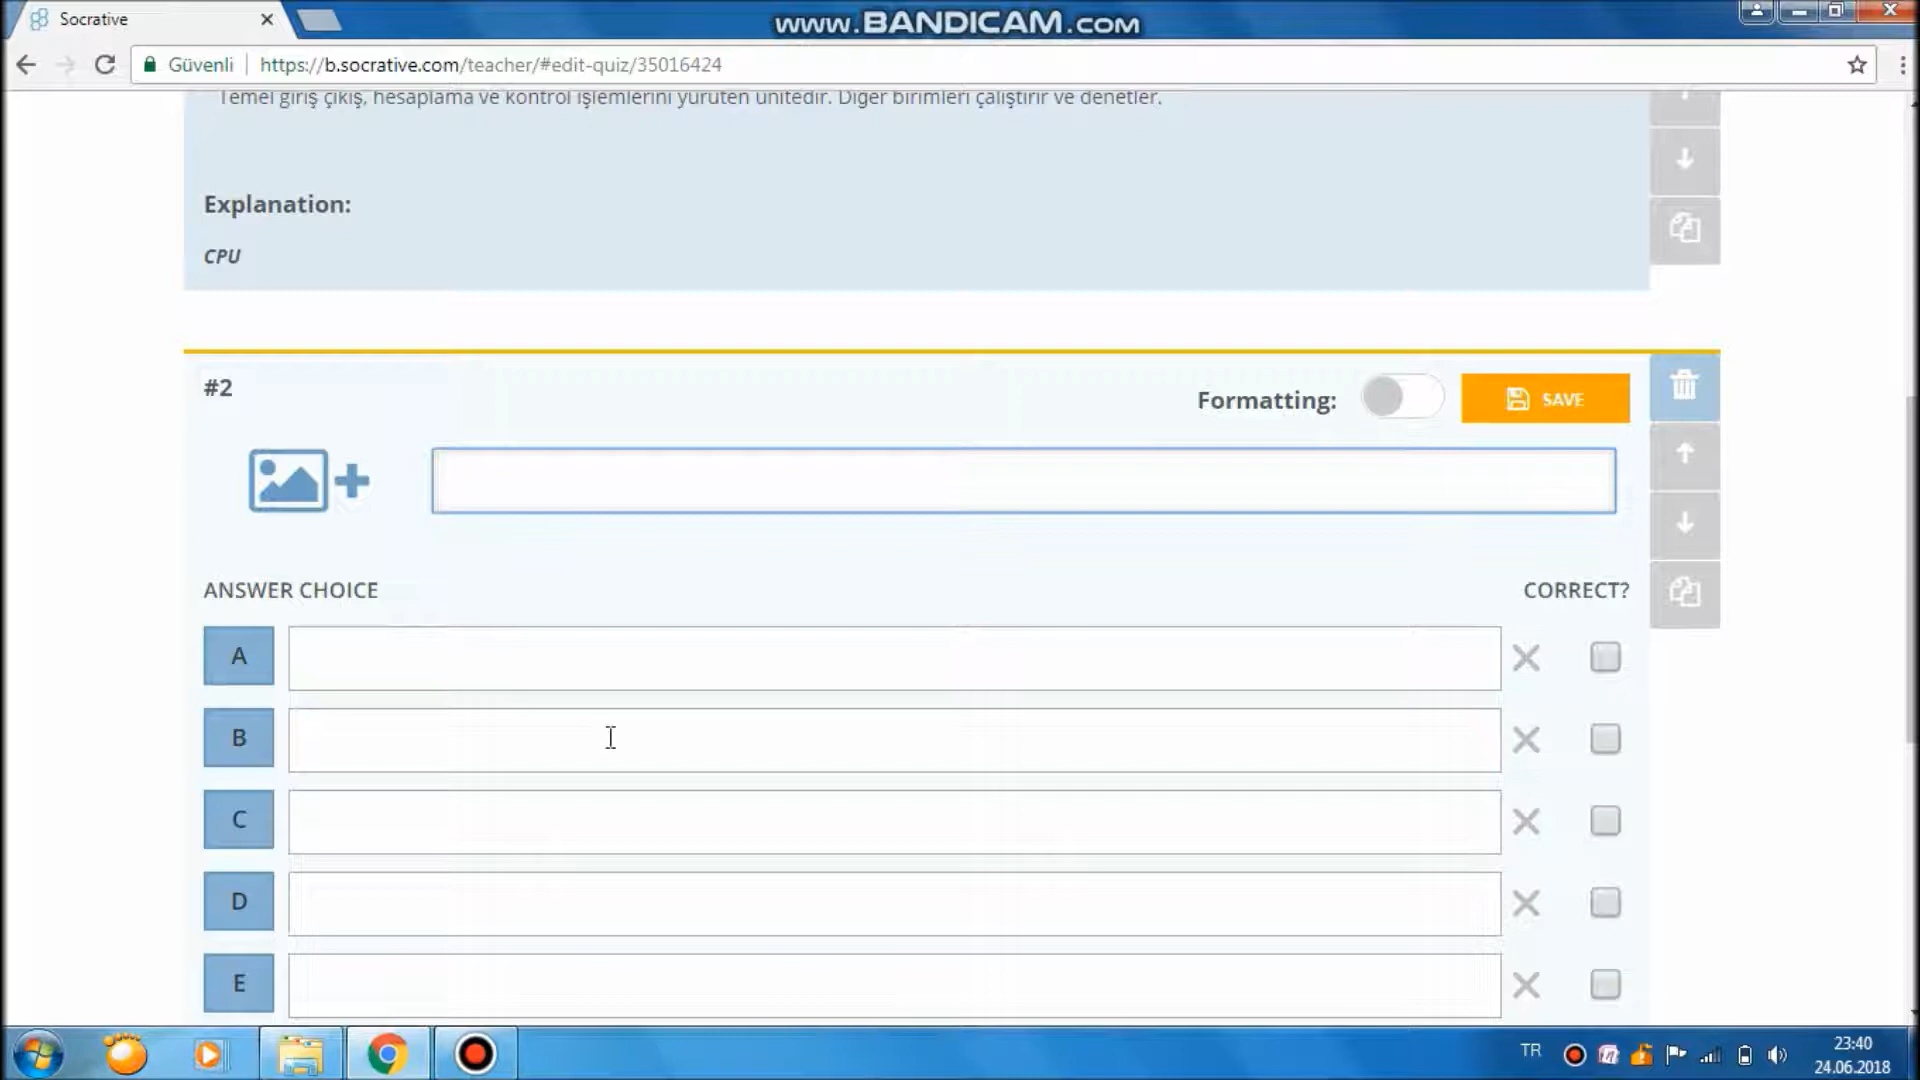 Socrative
www.BANDICAM.com
Güvenli
https://b.socrative.com/teacher/#edit-quiz/35016424
Temel giriş çıkış, hesaplama ve kontrol işlemlerini yürüten ünitedir. Diğer birimleri çalıştırır ve denetler.
Explanation:
CPU
#2
Formatting:
SAVE
ANSWER CHOICE
CORRECT?
A
B
C
D
E
TR
23:40
24.06.2018